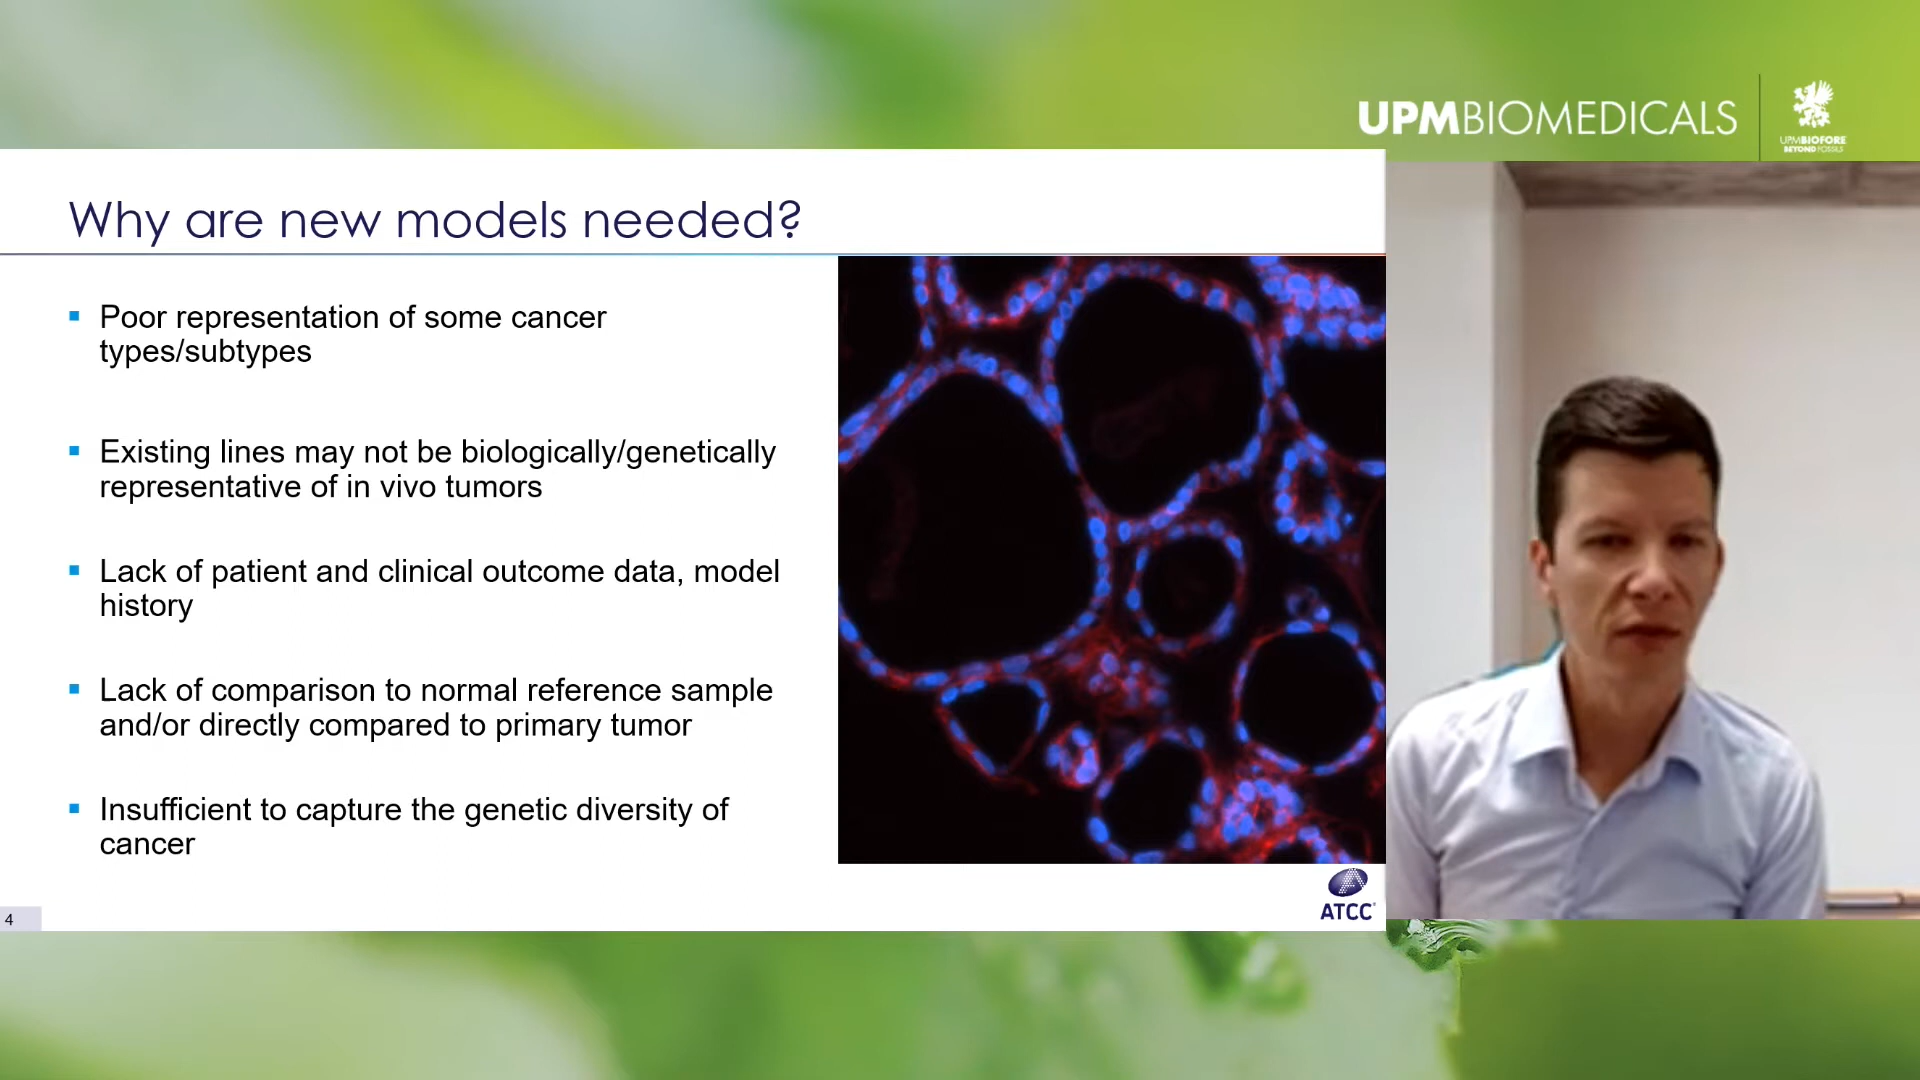 UPMBIOMEDICALS
UPMBIOFORE
BEYOND FOSSILS
Why are new models needed?
Poor representation of some cancer
types/subtypes
Existing lines may not be biologically/genetically
representative of in vivo tumors
Lack of patient and clinical outcome data, model
history
Lack of comparison to normal reference sample
and/or directly compared to primary tumor
Insufficient to capture the genetic diversity of
cancer
4
ATCC®